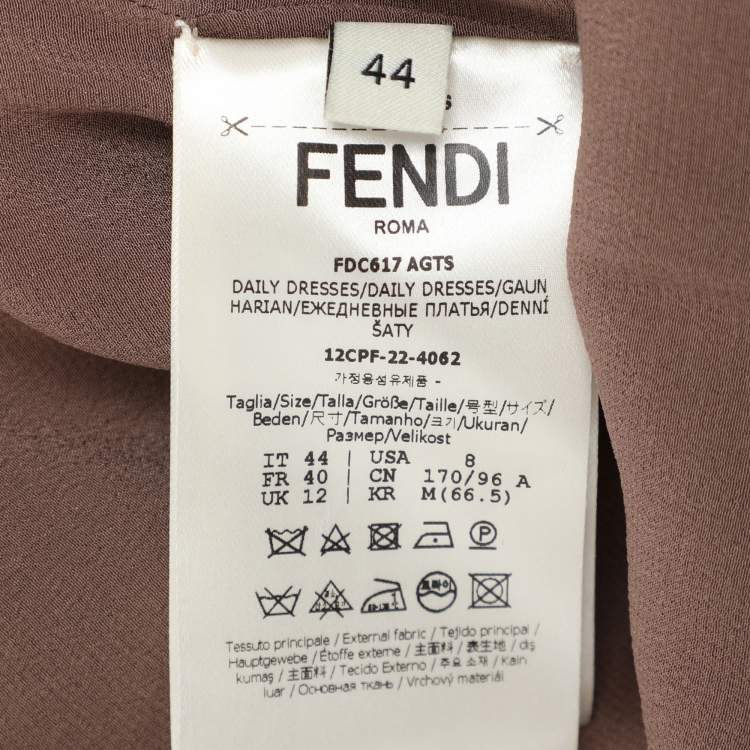 44
s
FENDI
ROMA
FDC617 AGTS
DAILY DRESSES/DAILY DRESSES/GAUN
HARIAN/ЕЖЕДНЕВНЫЕ ПЛАТЬЯ/DENNÍ
ŠATY
12CPF-22-4062
가정용섬유제품 -
Taglia/Size/Talla/Größe/Taille/号型/サイズ/
Beden/尺寸/Tamanho/크기/Ukuran/
Размер/Velikost
IT 44 | USA 8
FR 40 | CN 170/96 A
UK 12 | KR M(66.5)
드라이
Tessuto principale / External fabric / Tejido principal /
Hauptgewebe / Étoffe externe / 主面料 / 表生地 / dış
kumaş / 主面料 / Tecido Externo / 주요 소재 / Kain
luar / Основная ткань / Vrchový materiál